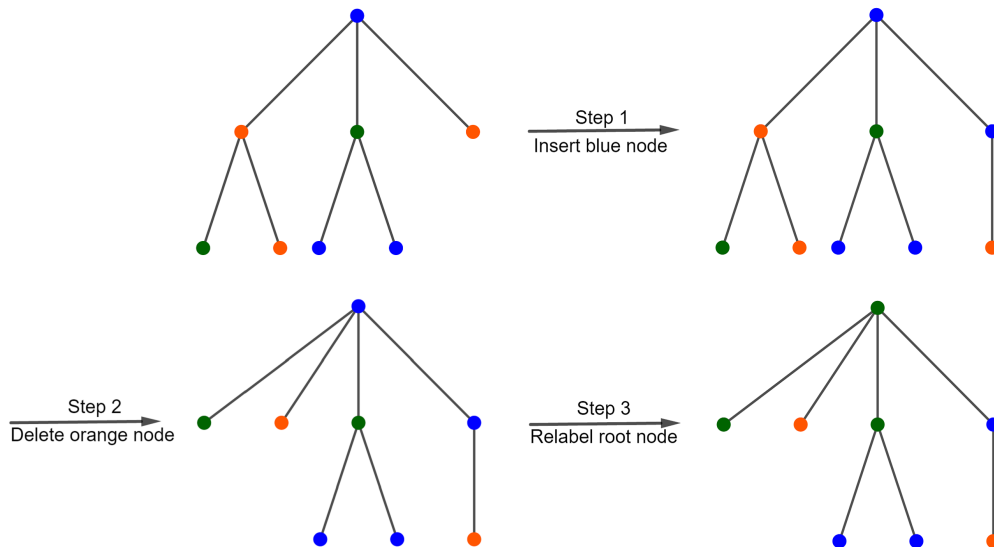 Step 1
Insert blue node
Step 2
Delete orange node
Step 3
Relabel root node